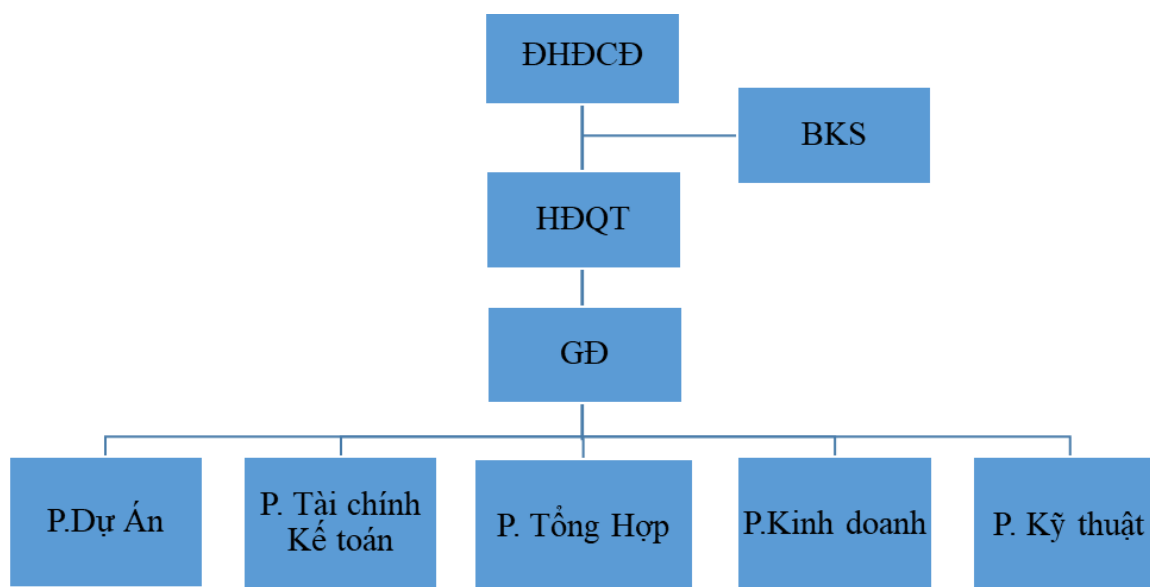 ĐHĐCĐ
BKS
HĐQT
GĐ
P.Dự Án
P. Tài chính
Kế toán
P. Tổng Hợp
P.Kinh doanh
P. Kỹ thuật